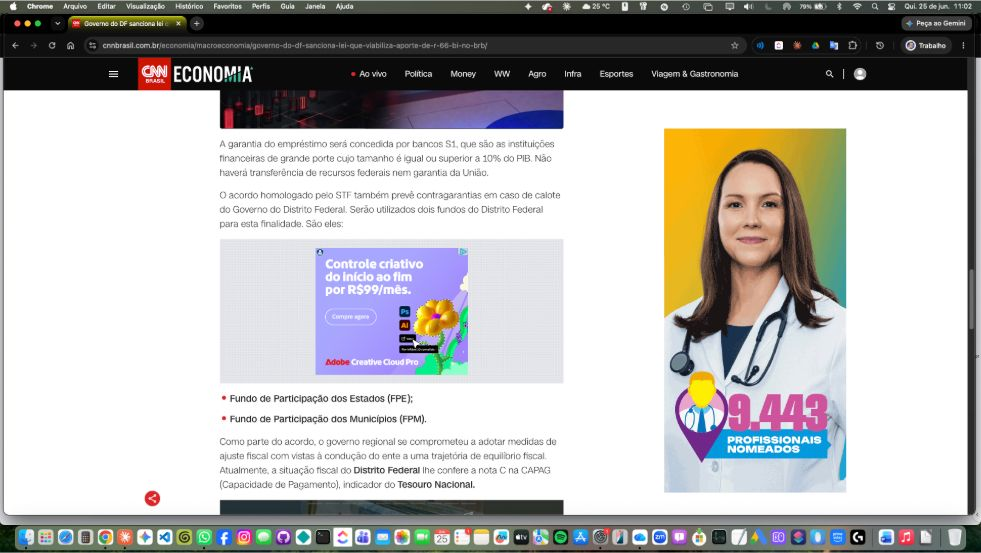 Chrome Arquivo Editar Visualização Histórico Favoritos Perfis Guia Janela Ajuda
25 °C
79%
Qui. 25 de jun. 11:02
Governo do DF sanciona lei
Peça ao Gemini
cnnbrasil.com.br/economia/macroeconomia/governo-do-df-sanciona-lei-que-viabiliza-aporte-de-r-66-bi-no-brb/
Trabalho
CNN BRASIL ECONOMIA
Ao vivo Política Money WW Agro Infra Esportes Viagem & Gastronomia
A garantia do empréstimo será concedida por bancos S1, que são as instituições
financeiras de grande porte cujo tamanho é igual ou superior a 10% do PIB. Não
haverá transferência de recursos federais nem garantia da União.
O acordo homologado pelo STF também prevê contragarantias em caso de calote
do Governo do Distrito Federal. Serão utilizados dois fundos do Distrito Federal
para esta finalidade. São eles:
Controle criativo
do início ao fim
por R$99/mês.
Compre agora
Ps
Ai
Adobe Creative Cloud Pro
Fundo de Participação dos Estados (FPE);
Fundo de Participação dos Municípios (FPM).
Como parte do acordo, o governo regional se comprometeu a adotar medidas de
ajuste fiscal com vistas à condução do ente a uma trajetória de equilíbrio fiscal.
Atualmente, a situação fiscal do Distrito Federal lhe confere a nota C na CAPAG
(Capacidade de Pagamento), indicador do Tesouro Nacional.
9.443
PROFISSIONAIS
NOMEADOS